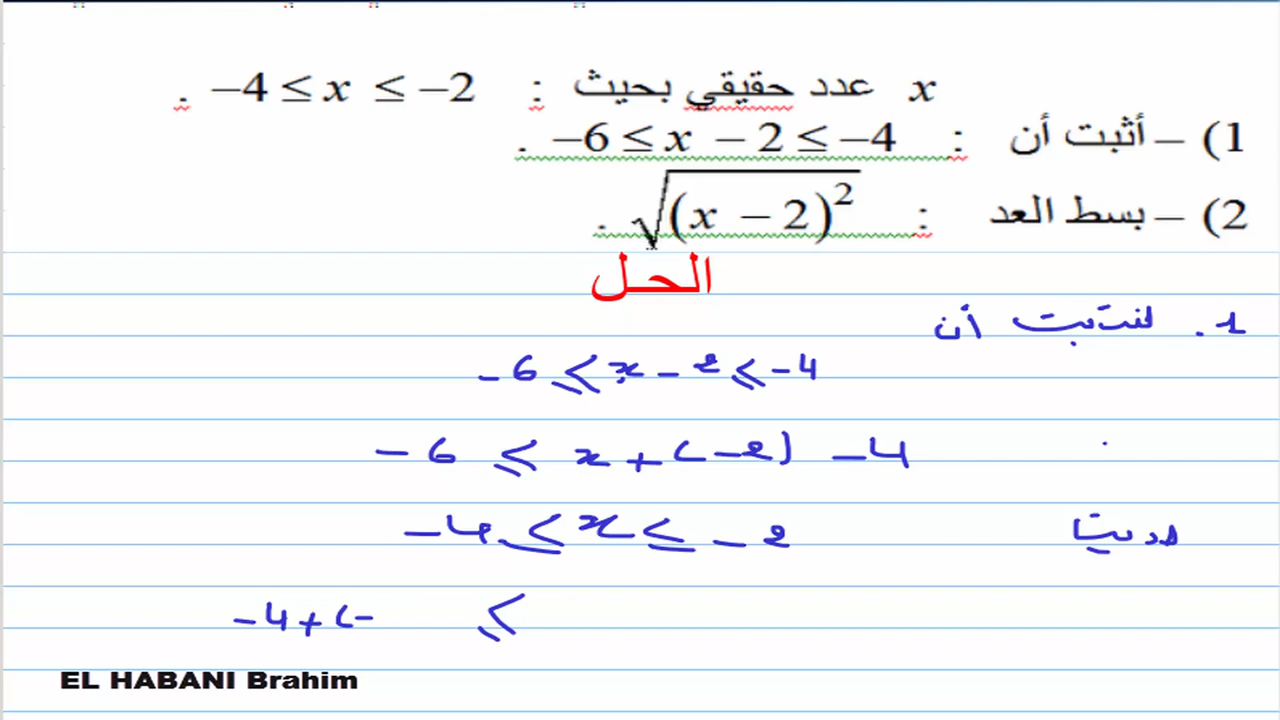 x عدد حقيقي بحيث : −4 ≤ x ≤ −2 .
1) – أثبت أن : −6 ≤ x − 2 ≤ −4 .
2) – بسط العد : √(x − 2)² .
الحل
1. لنثبت أن
−6 ⩽ x − 2 ⩽ −4
−6 ⩽ x + (−2) −4
لدينا −4 ≤ x ≤ −2
−4 + (− ⩽
EL HABANI Brahim